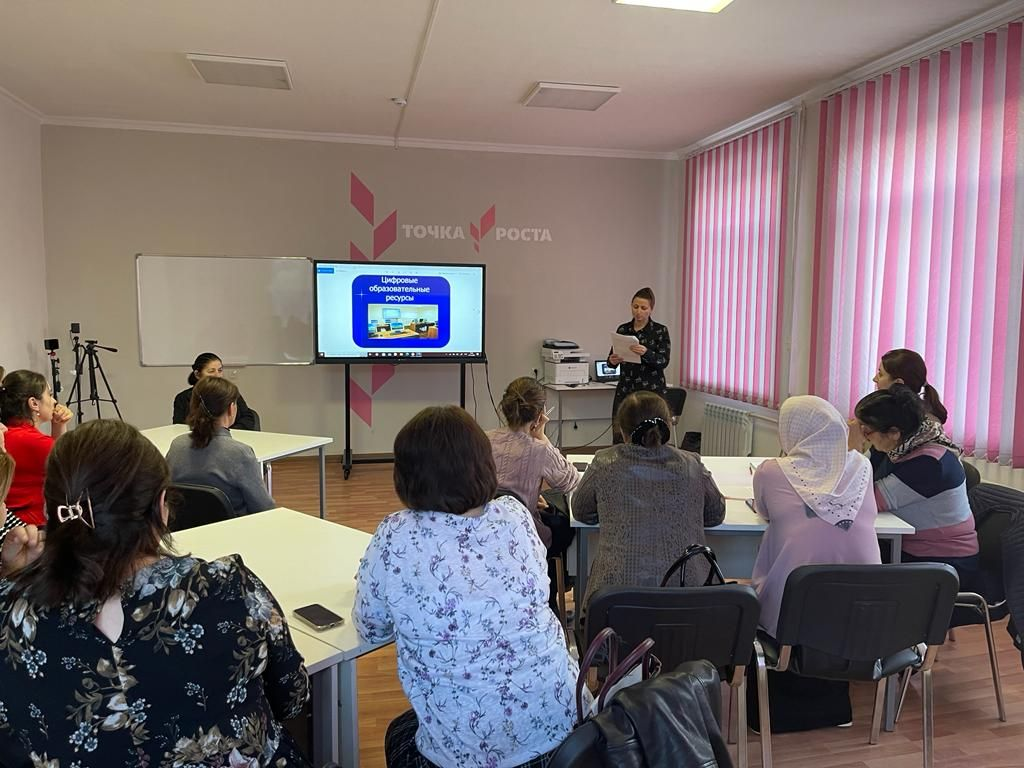 ТОЧКА РОСТА
Цифровые
образовательные
ресурсы